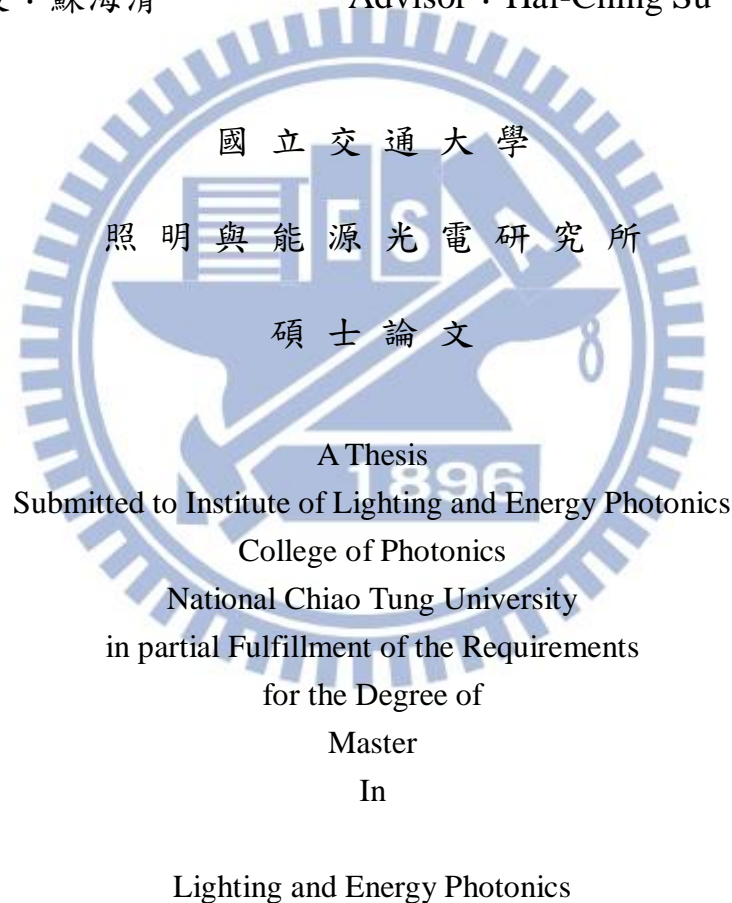 蘇海清 Advisor：Hai-Ching Su
國 立 交 通 大 學
照 明 與 能 源 光 電 研 究 所
碩 士 論 文
A Thesis
Submitted to Institute of Lighting and Energy Photonics
College of Photonics
National Chiao Tung University
in partial Fulfillment of the Requirements
for the Degree of
Master
In
Lighting and Energy Photonics
E S
1896